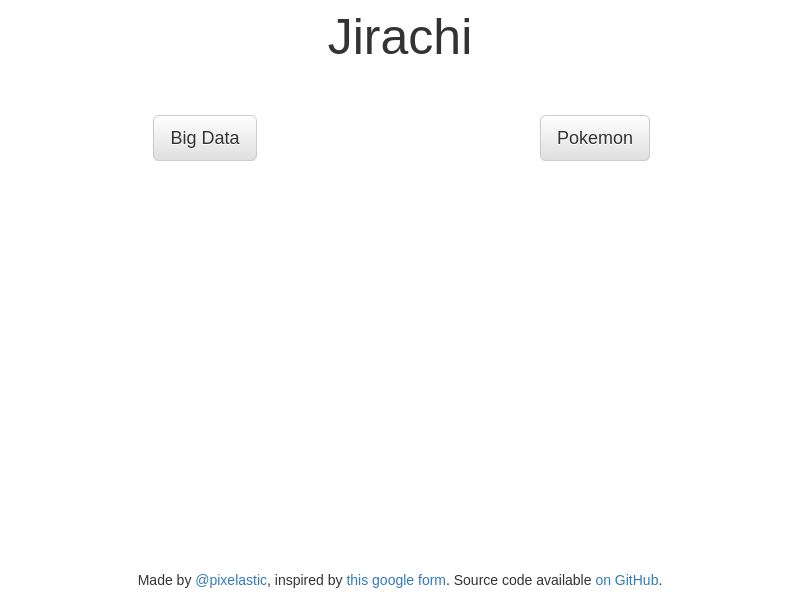 Jirachi
Big Data
Pokemon
Made by @pixelastic, inspired by this google form. Source code available on GitHub.